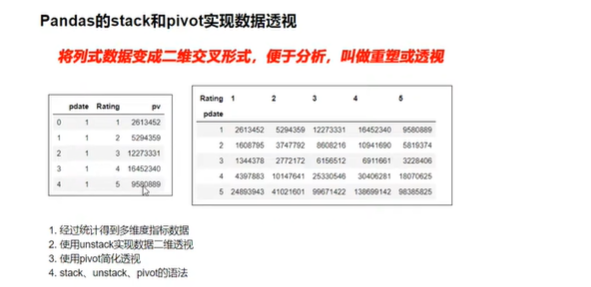 Pandas的stack和pivot实现数据透视
将列式数据变成二维交叉形式，便于分析，叫做重塑或透视
pdate Rating pv
0 1 1 2613452
1 1 2 5294359
2 1 3 12273331
3 1 4 16452340
4 1 5 9580889
Rating 1 2 3 4 5
pdate
1 2613452 5294359 12273331 16452340 9580889
2 1608795 3747792 8608216 10941690 5819374
3 1344378 2772172 6156512 6911661 3228406
4 4397883 10147641 25330546 30406281 18070625
5 24893943 41021601 99671422 138699142 98385825
1. 经过统计得到多维度指标数据
2. 使用unstack实现数据二维透视
3. 使用pivot简化透视
4. stack、unstack、pivot的语法